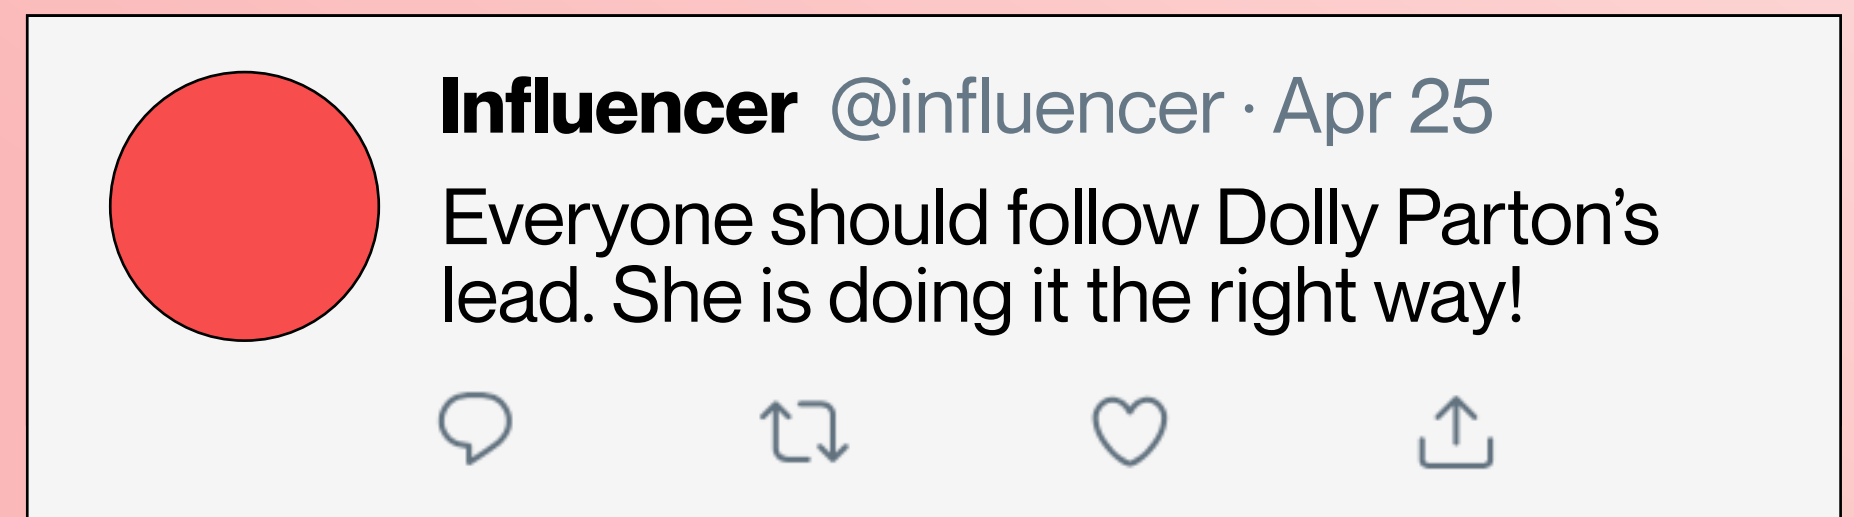 Influencer @influencer · Apr 25
Everyone should follow Dolly Parton’s
lead. She is doing it the right way!